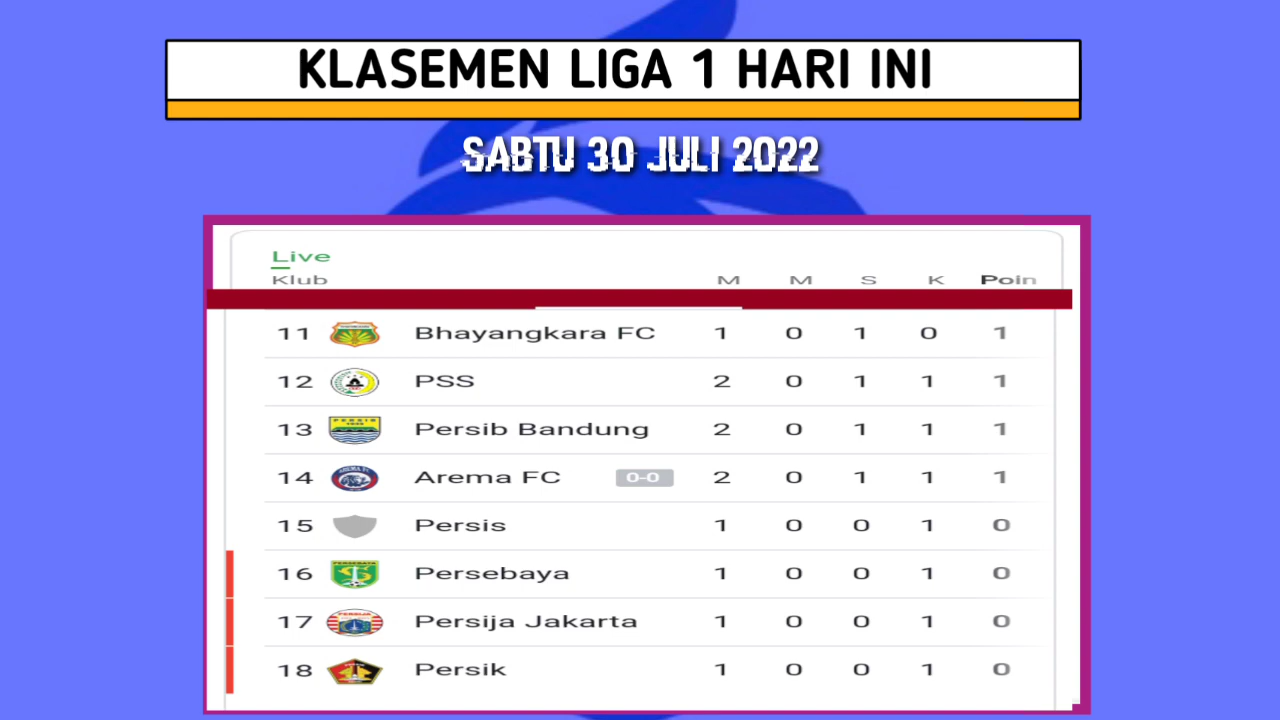 KLASEMEN LIGA 1 HARI INI
SABTU 30 JULI 2022
Live
Klub M M S K Poin
11 Bhayangkara FC 1 0 1 0 1
12 PSS 2 0 1 1 1
13 PERSIB Persib Bandung 2 0 1 1 1
14 Arema FC 0-0 2 0 1 1 1
15 Persis 1 0 0 1 0
16 PERSEBAYA Persebaya 1 0 0 1 0
17 PERSIJA Persija Jakarta 1 0 0 1 0
18 Persik 1 0 0 1 0